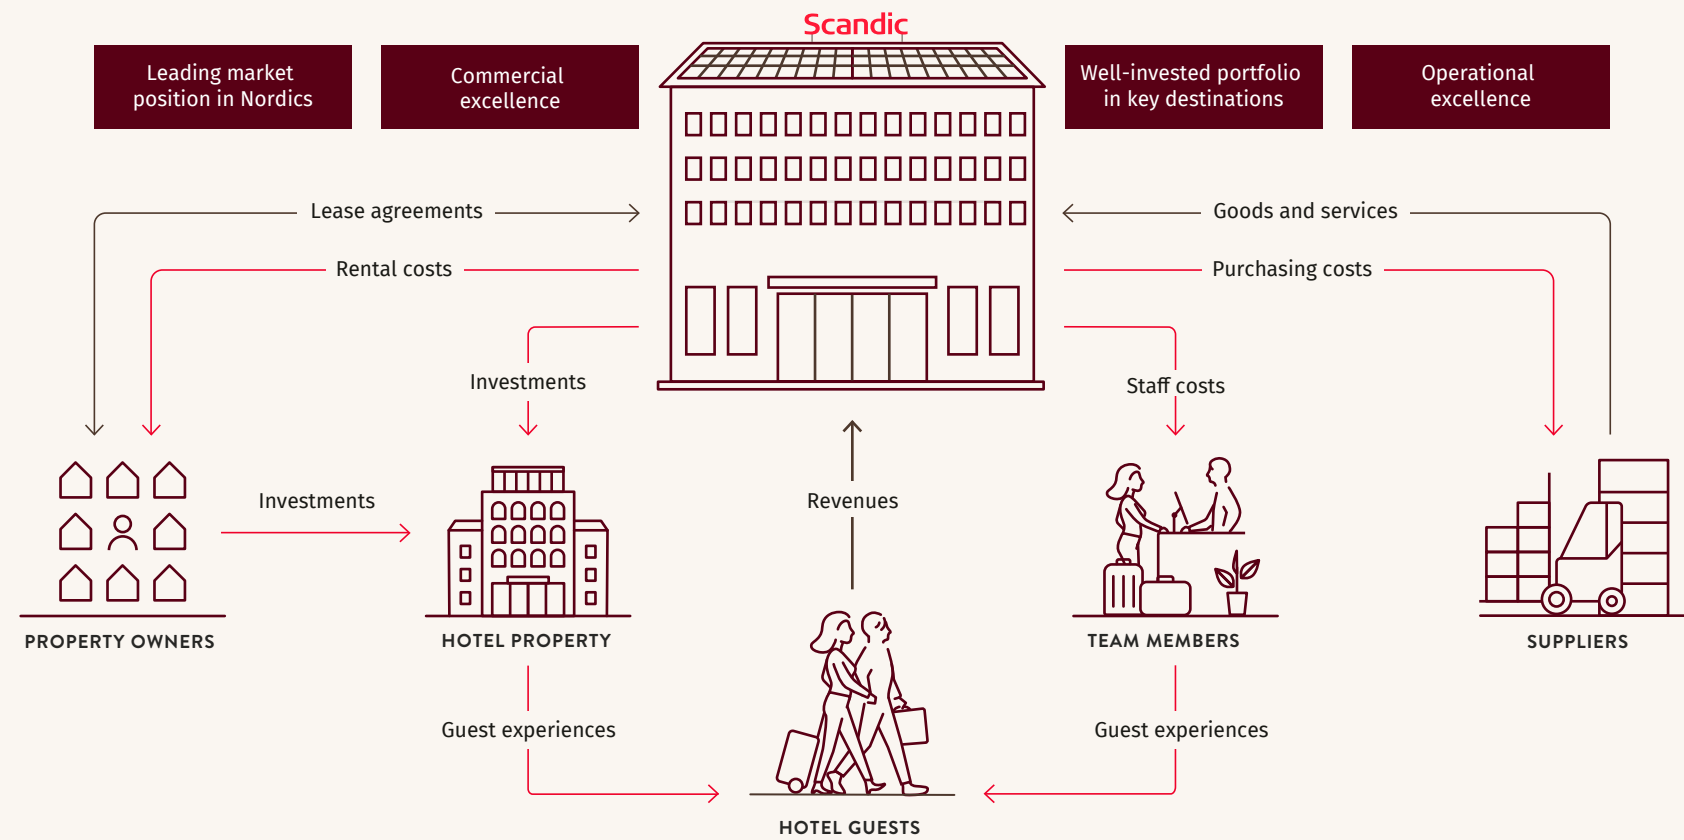 Scandic
Leading market
position in Nordics
Commercial
excellence
Well-invested portfolio
in key destinations
Operational
excellence
Lease agreements
Goods and services
Rental costs
Purchasing costs
Investments
Staff costs
Investments
Revenues
PROPERTY OWNERS
HOTEL PROPERTY
TEAM MEMBERS
SUPPLIERS
Guest experiences
Guest experiences
HOTEL GUESTS